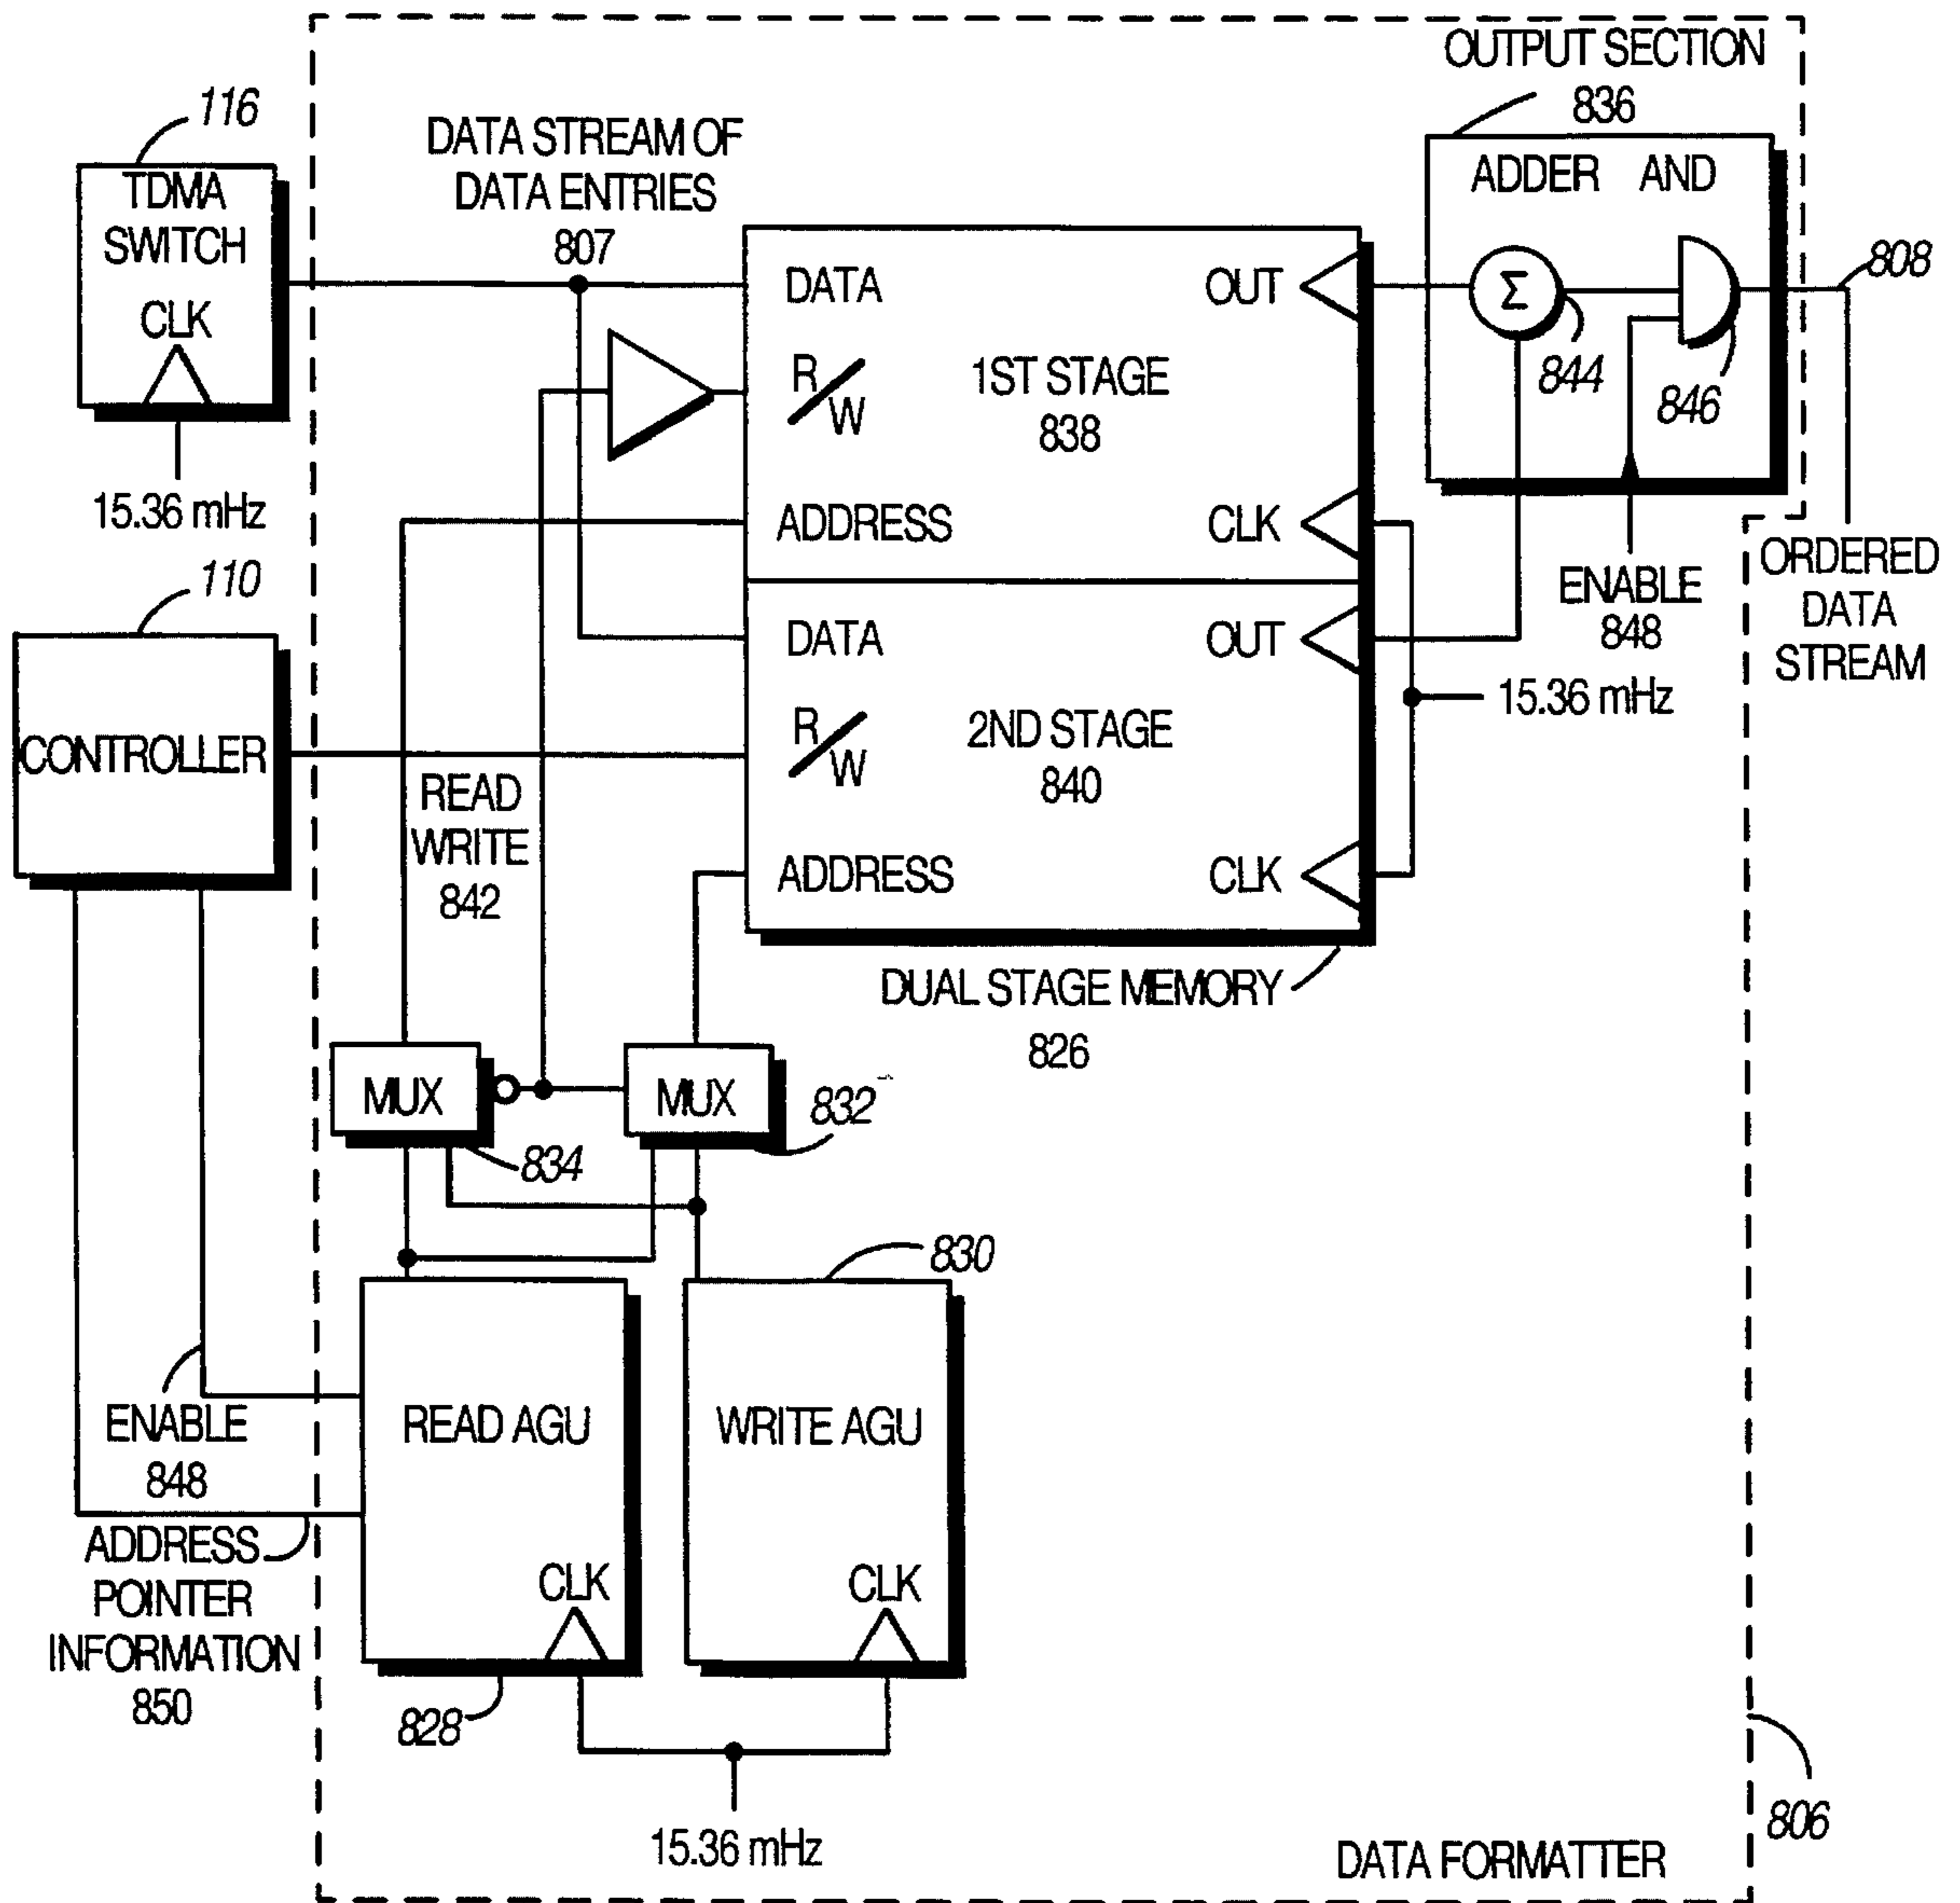 OUTPUT SECTION
836
116
DATA STREAM OF
DATA ENTRIES
807
TDMA
SWITCH
CLK
15.36 mHz
ADDER AND
Σ
844
846
808
DATA
OUT
R/W
1ST STAGE
838
ADDRESS
CLK
ENABLE
848
ORDERED
DATA
STREAM
110
CONTROLLER
DATA
OUT
15.36 mHz
R/W
2ND STAGE
840
READ
WRITE
842
ADDRESS
CLK
DUAL STAGE MEMORY
826
MUX
834
MUX
832
830
READ AGU
WRITE AGU
ENABLE
848
ADDRESS
POINTER
INFORMATION
850
CLK
CLK
828
15.36 mHz
806
DATA FORMATTER